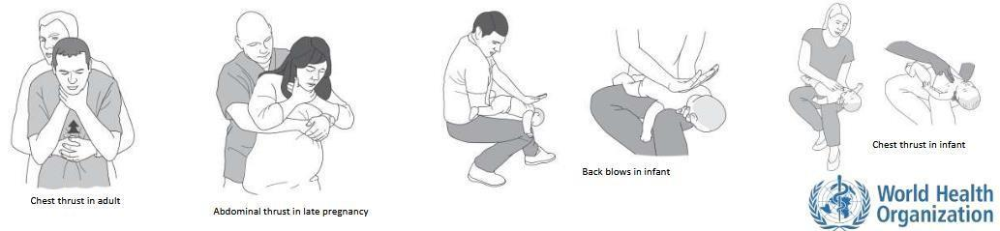 Chest thrust in adult
Abdominal thrust in late pregnancy
Back blows in infant
Chest thrust in infant
World Health
Organization